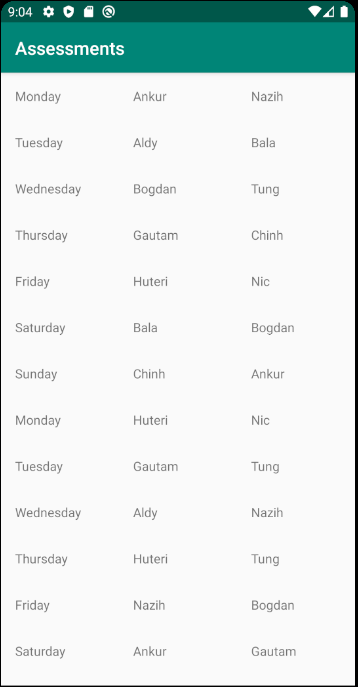 9:04
Assessments
Monday Ankur Nazih
Tuesday Aldy Bala
Wednesday Bogdan Tung
Thursday Gautam Chinh
Friday Huteri Nic
Saturday Bala Bogdan
Sunday Chinh Ankur
Monday Huteri Nic
Tuesday Gautam Tung
Wednesday Aldy Nazih
Thursday Huteri Tung
Friday Nazih Bogdan
Saturday Ankur Gautam